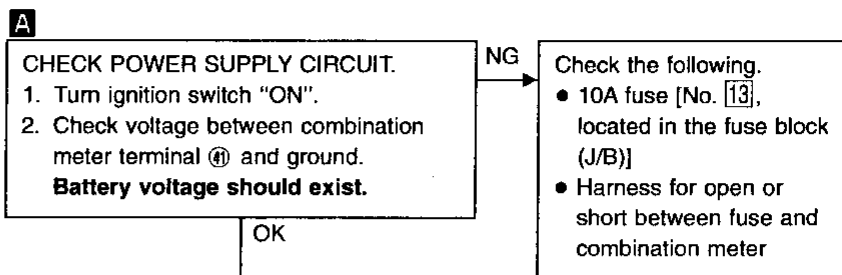 A
CHECK POWER SUPPLY CIRCUIT.
1. Turn ignition switch "ON".
2. Check voltage between combination
meter terminal ㊶ and ground.
Battery voltage should exist.
NG
Check the following.
● 10A fuse [No. 13,
located in the fuse block
(J/B)]
● Harness for open or
short between fuse and
combination meter
OK